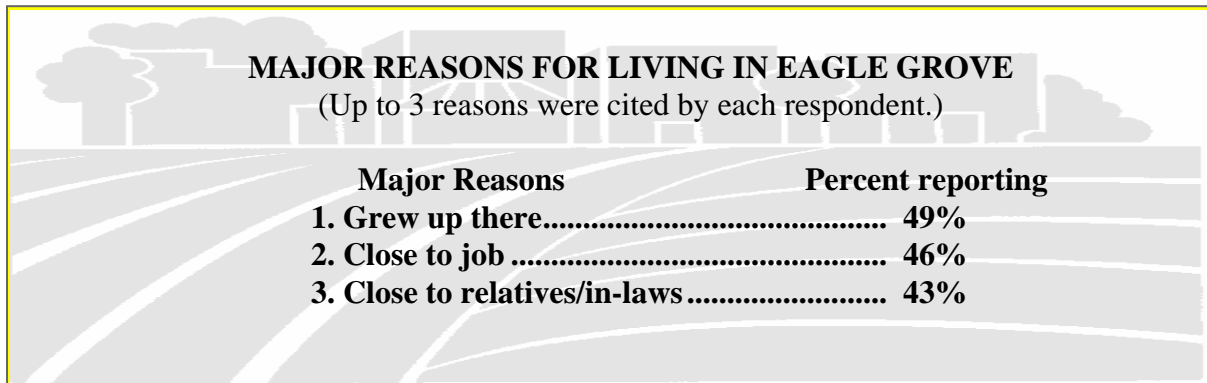 MAJOR REASONS FOR LIVING IN EAGLE GROVE
(Up to 3 reasons were cited by each respondent.)
Major Reasons Percent reporting
1. Grew up there........................................... 49%
2. Close to job ............................................... 46%
3. Close to relatives/in-laws......................... 43%